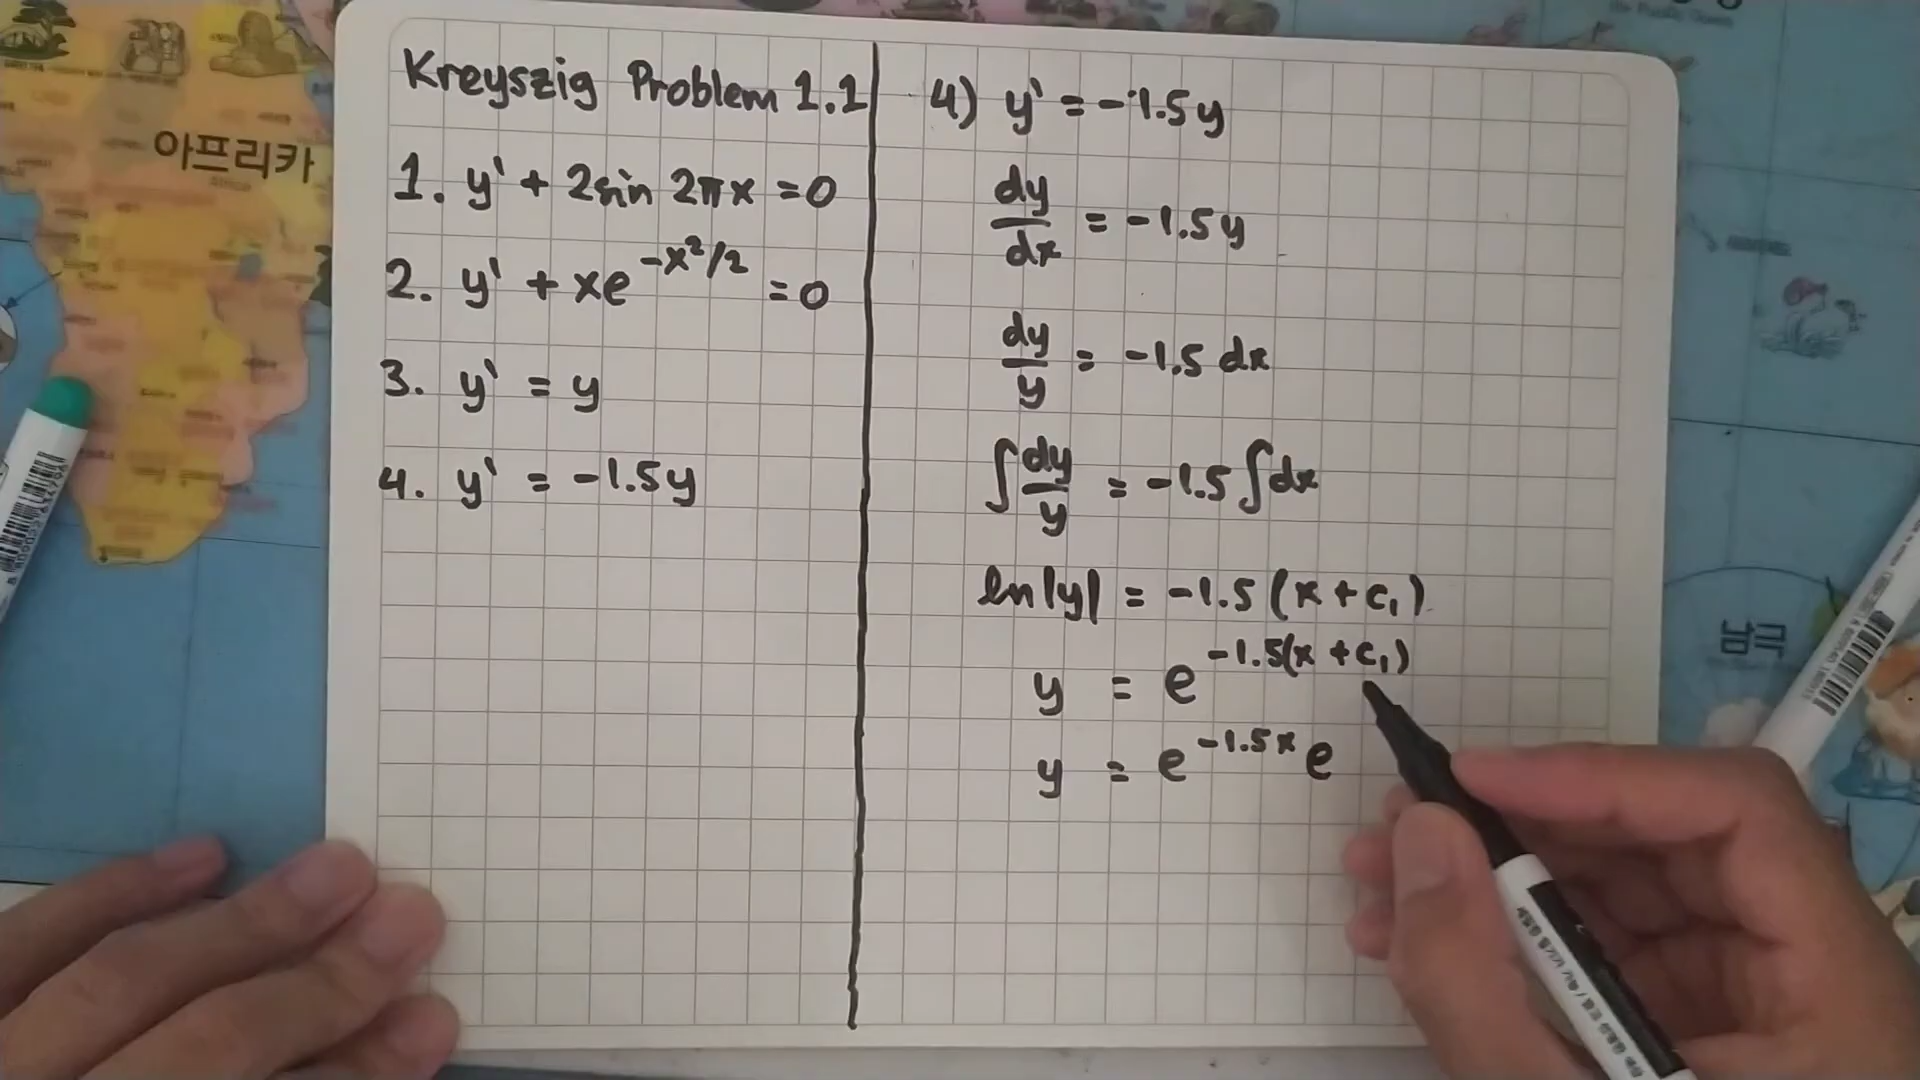 Kreyszig Problem 1.1
1. y' + 2sin 2πx = 0
2. y' + xe^{-x²/2} = 0
3. y' = y
4. y' = -1.5y
4) y' = -1.5y
dy/dx = -1.5y
dy/y = -1.5 dx
∫dy/y = -1.5 ∫dx
ln|y| = -1.5 (x + c₁)
y = e^{-1.5(x + c₁)}
y = e^{-1.5x} e
아프리카
남극